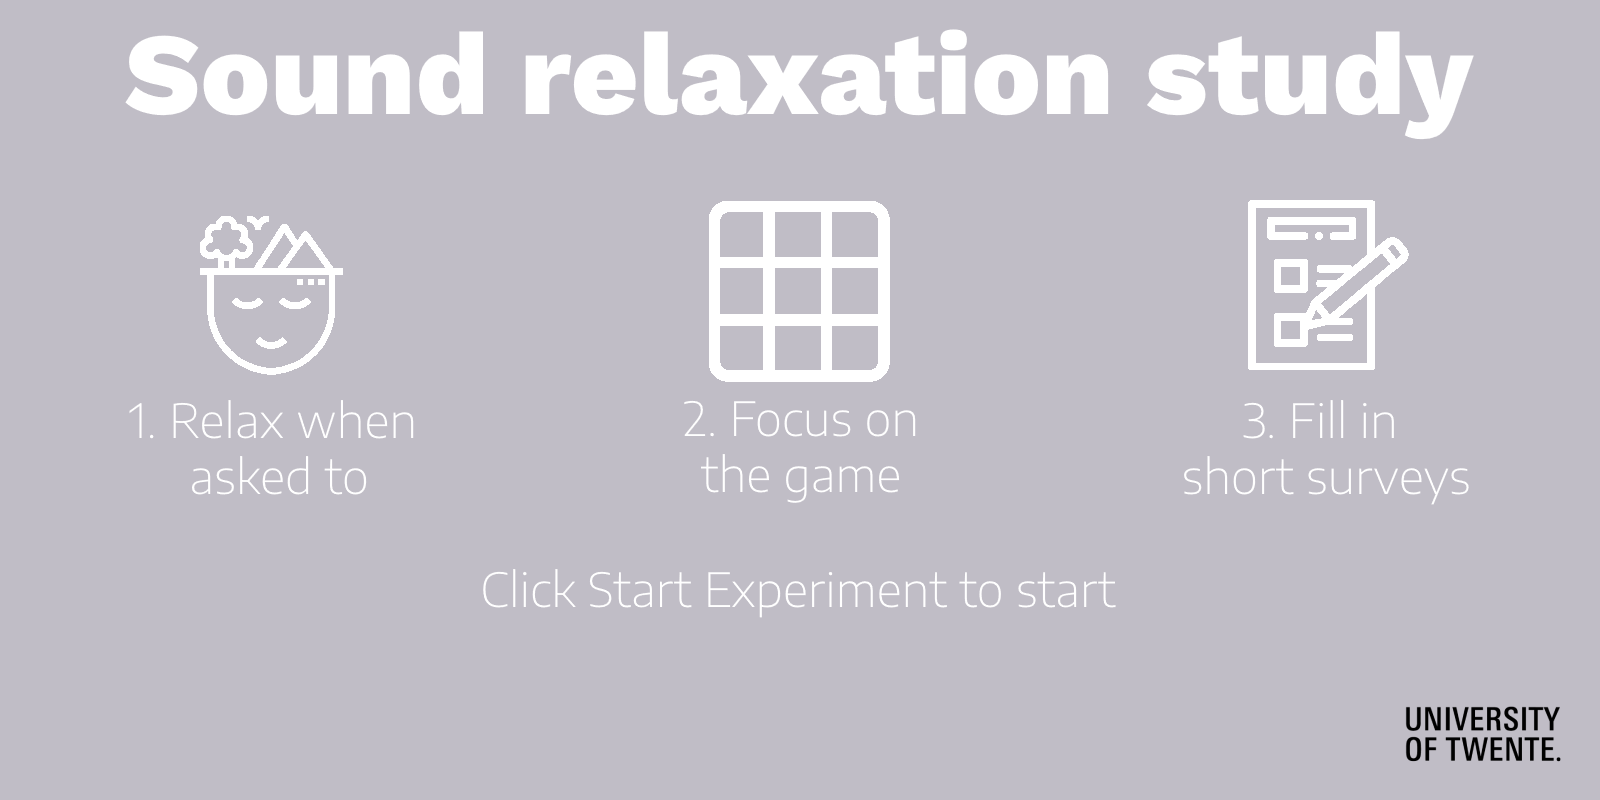 Sound relaxation study
1. Relax when
asked to
2. Focus on
the game
3. Fill in
short surveys
Click Start Experiment to start
UNIVERSITY
OF TWENTE.